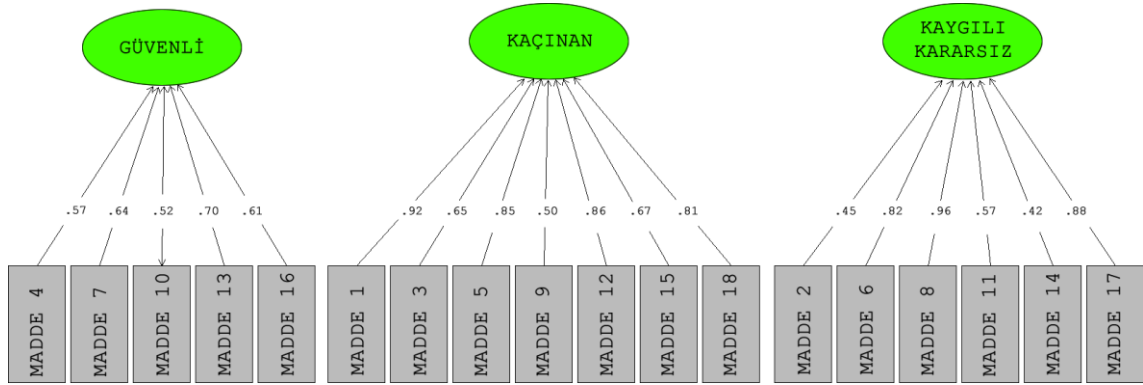 GÜVENLİ
KAÇINAN
KAYGILI
KARARSIZ
.57 .64 .52 .70 .61
.92 .65 .85 .50 .86 .67 .81
.45 .82 .96 .57 .42 .88
MADDE 4
MADDE 7
MADDE 10
MADDE 13
MADDE 16
MADDE 1
MADDE 3
MADDE 5
MADDE 9
MADDE 12
MADDE 15
MADDE 18
MADDE 2
MADDE 6
MADDE 8
MADDE 11
MADDE 14
MADDE 17